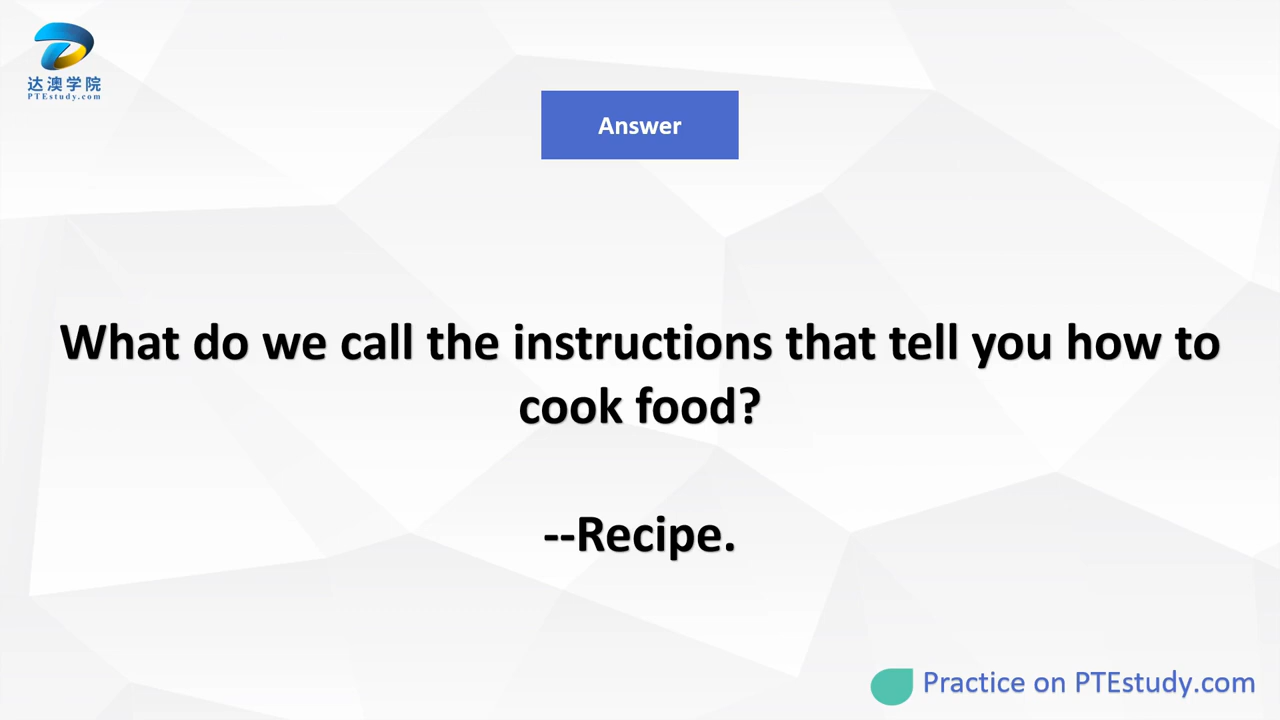 达澳学院
PTEstudy.com
Answer
What do we call the instructions that tell you how to
cook food?
--Recipe.
Practice on PTEstudy.com